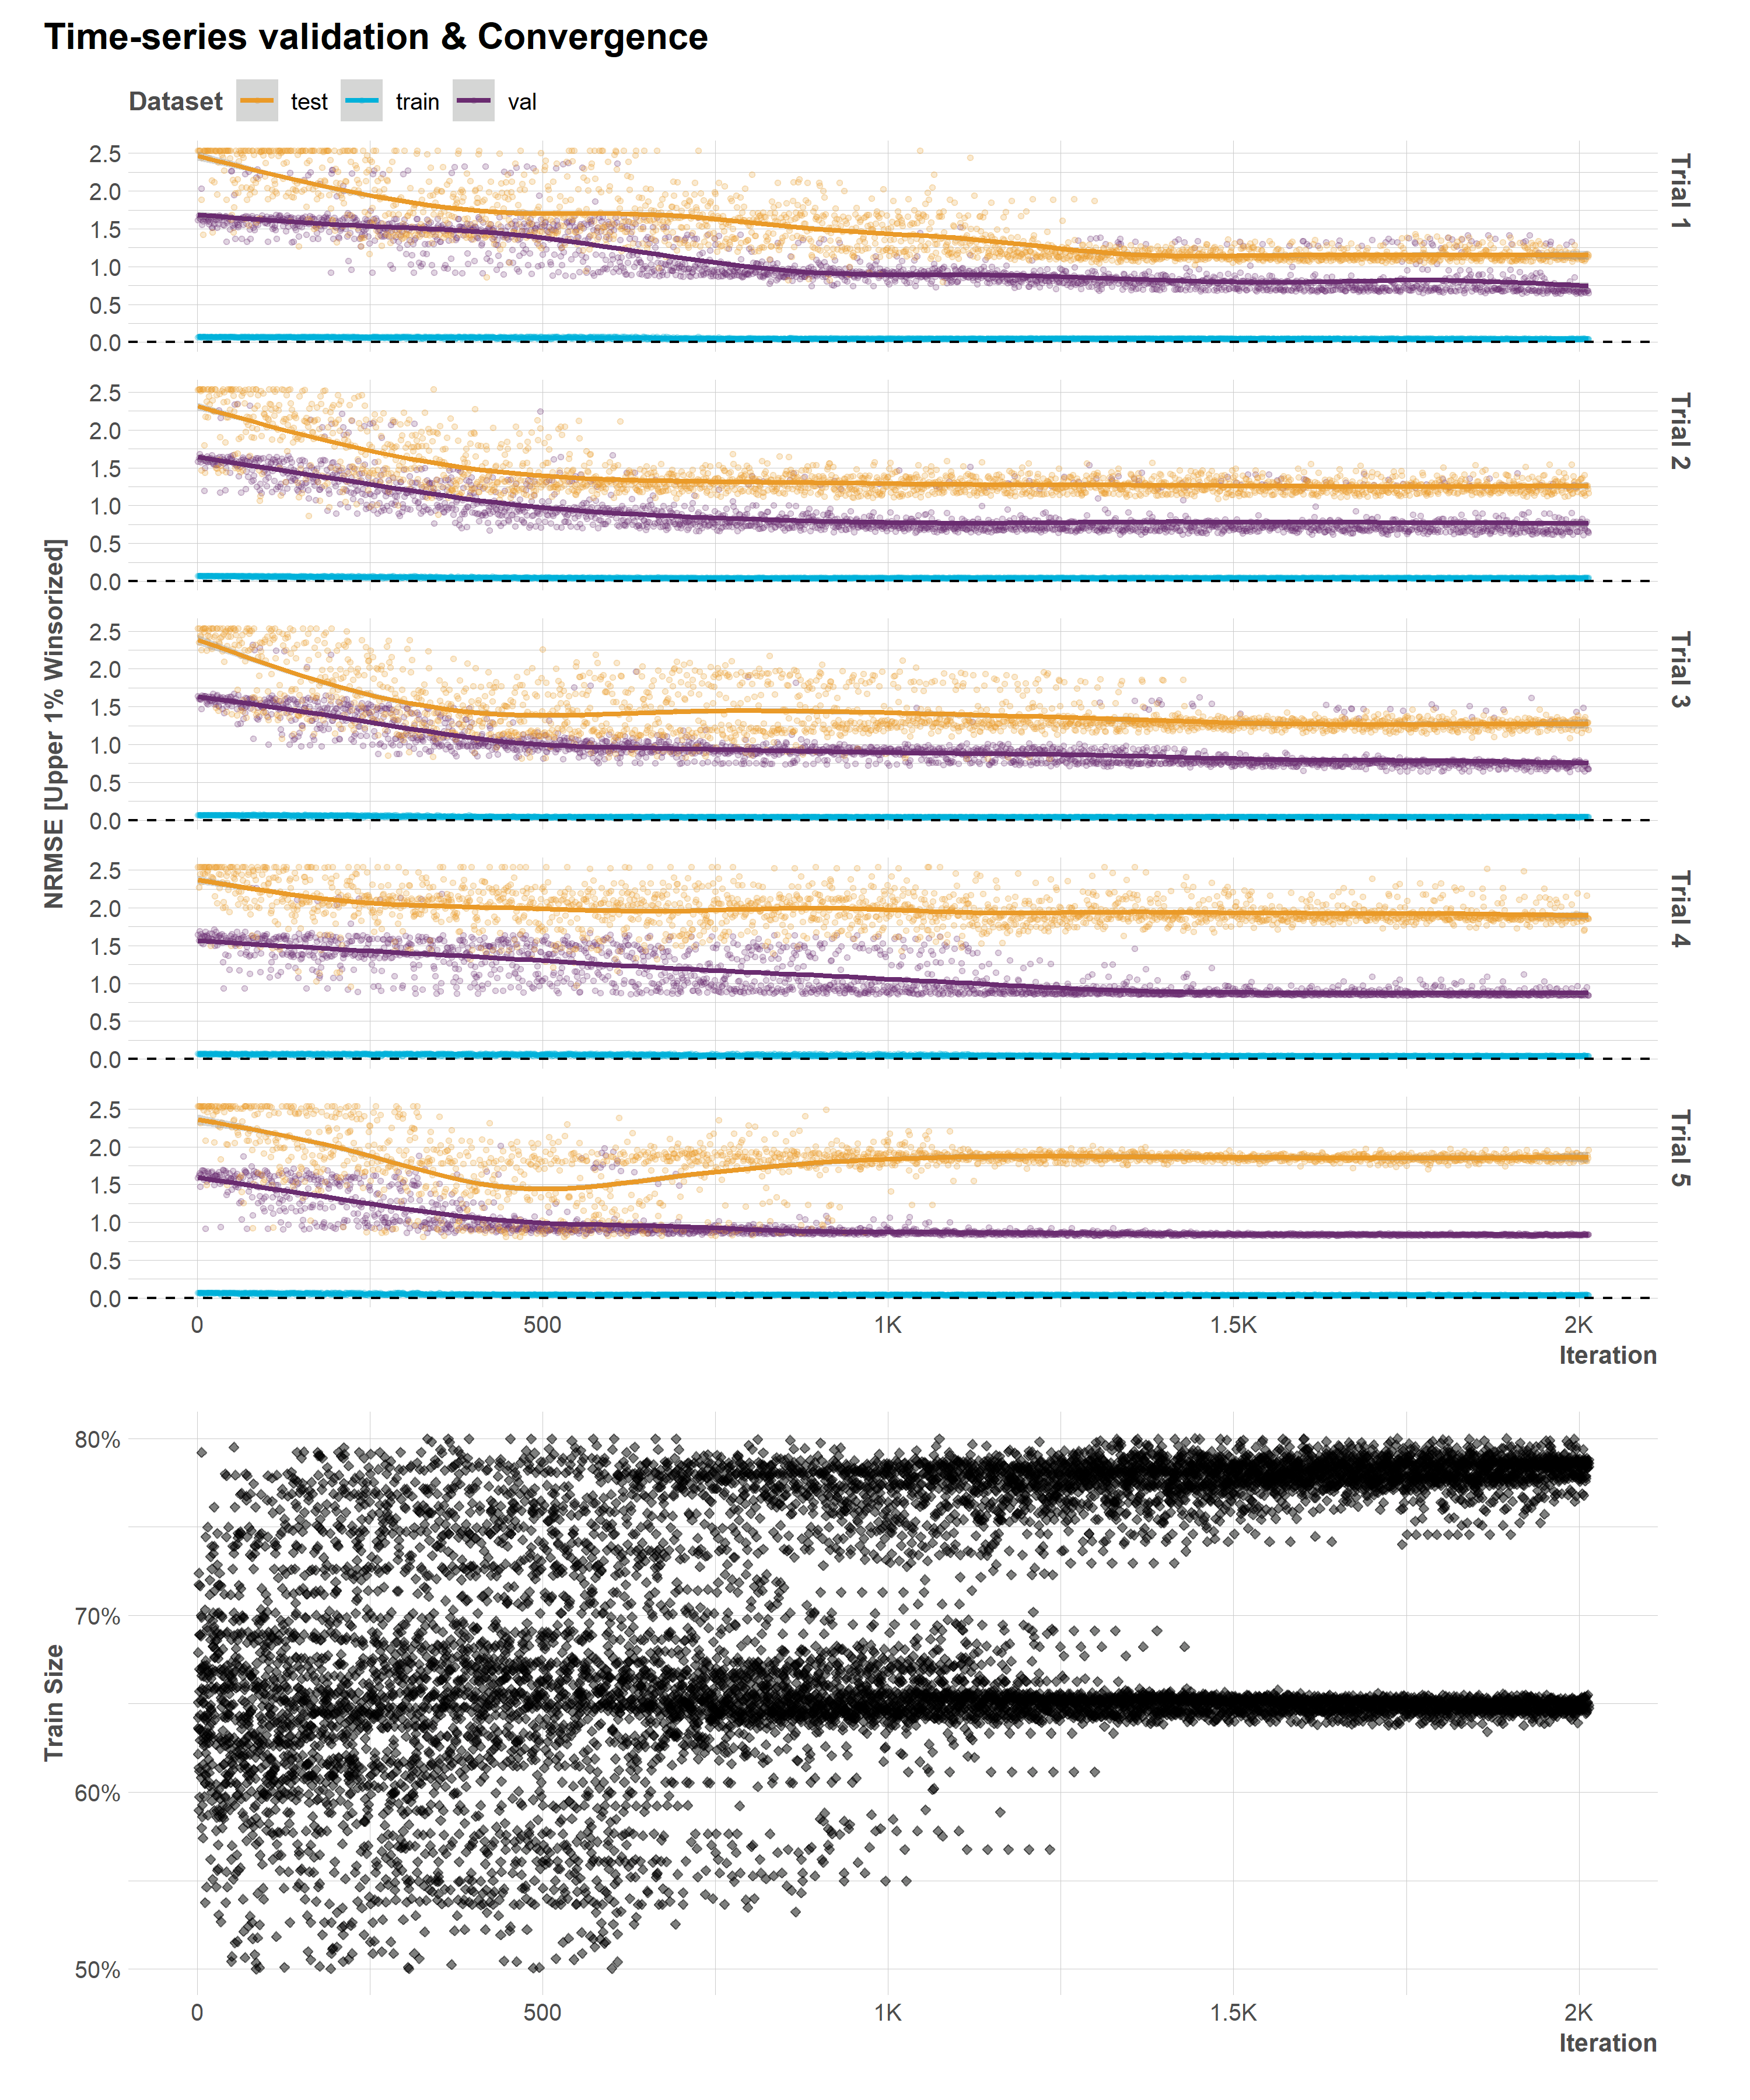 Time-series validation & Convergence
Dataset test train val
2.5
2.0
1.5
1.0
0.5
0.0
Trial 1
2.5
2.0
1.5
1.0
0.5
0.0
Trial 2
2.5
2.0
1.5
1.0
0.5
0.0
Trial 3
2.5
2.0
1.5
1.0
0.5
0.0
Trial 4
2.5
2.0
1.5
1.0
0.5
0.0
Trial 5
NRMSE [Upper 1% Winsorized]
0 500 1K 1.5K 2K
Iteration
80%
70%
60%
50%
Train Size
0 500 1K 1.5K 2K
Iteration